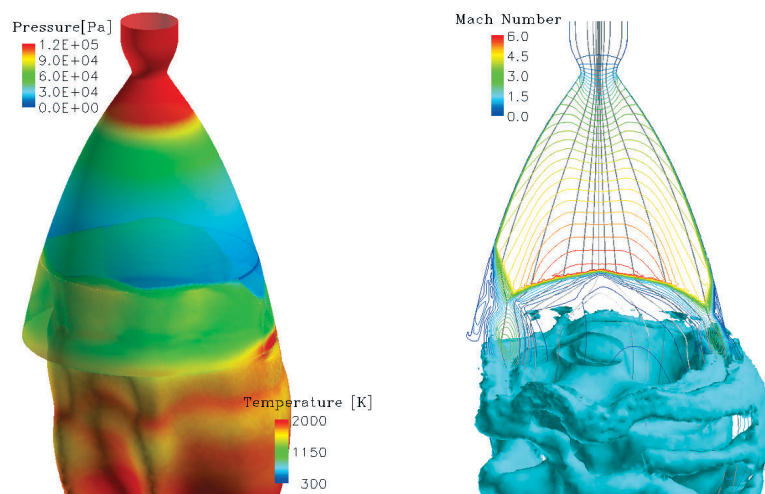 Pressure[Pa]
1.2E+05
9.0E+04
6.0E+04
3.0E+04
0.0E+00
Temperature [K]
2000
1150
300
Mach Number
6.0
4.5
3.0
1.5
0.0